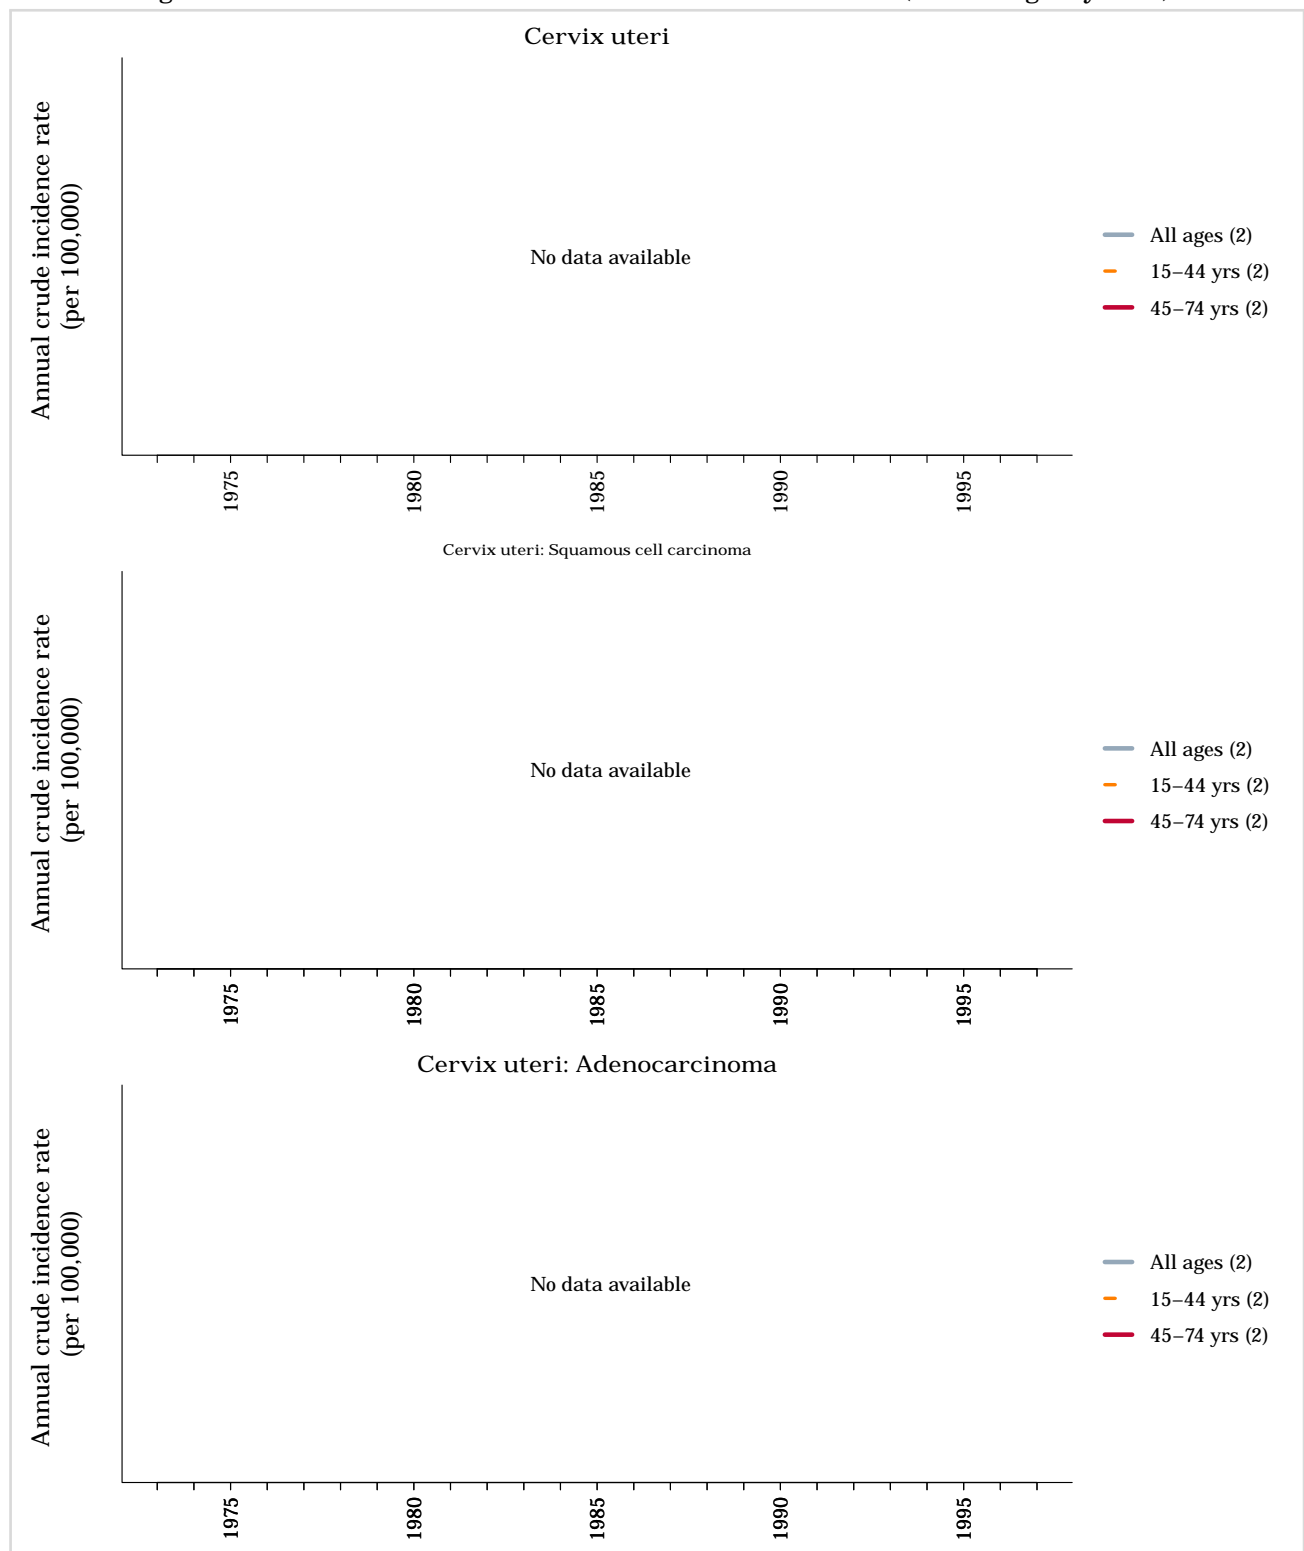 Cervix uteri
Annual crude incidence rate
(per 100,000)
No data available
All ages (2)
15–44 yrs (2)
45–74 yrs (2)
1975
1980
1985
1990
1995
Cervix uteri: Squamous cell carcinoma
Annual crude incidence rate
(per 100,000)
No data available
All ages (2)
15–44 yrs (2)
45–74 yrs (2)
1975
1980
1985
1990
1995
Cervix uteri: Adenocarcinoma
Annual crude incidence rate
(per 100,000)
No data available
All ages (2)
15–44 yrs (2)
45–74 yrs (2)
1975
1980
1985
1990
1995